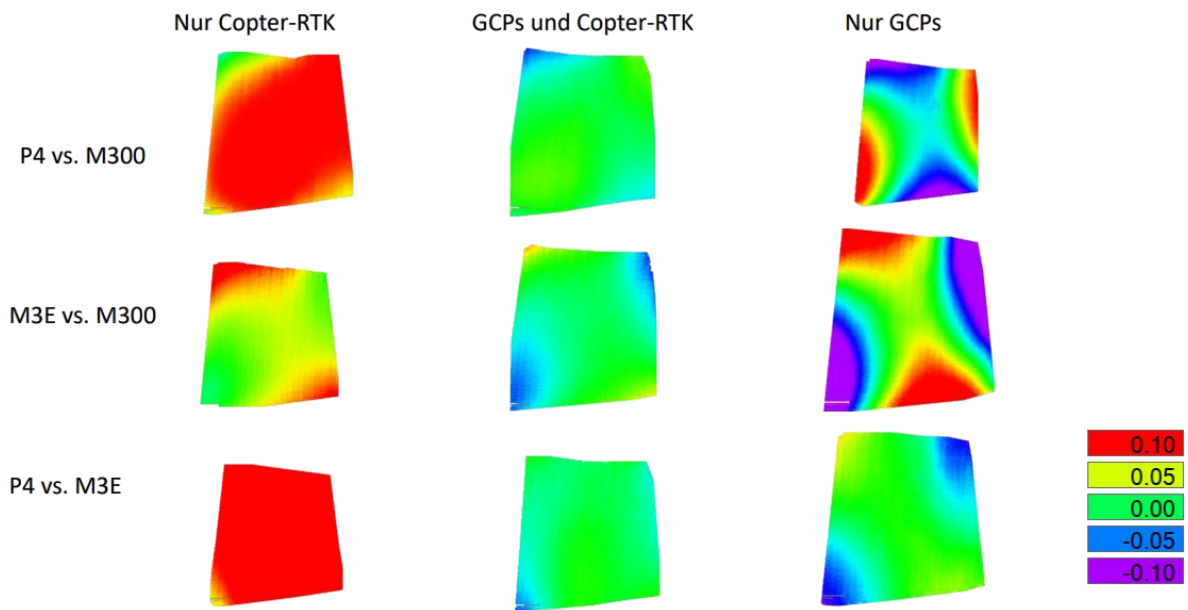 Nur Copter-RTK
GCPs und Copter-RTK
Nur GCPs
P4 vs. M300
M3E vs. M300
P4 vs. M3E
0.10
0.05
0.00
-0.05
-0.10